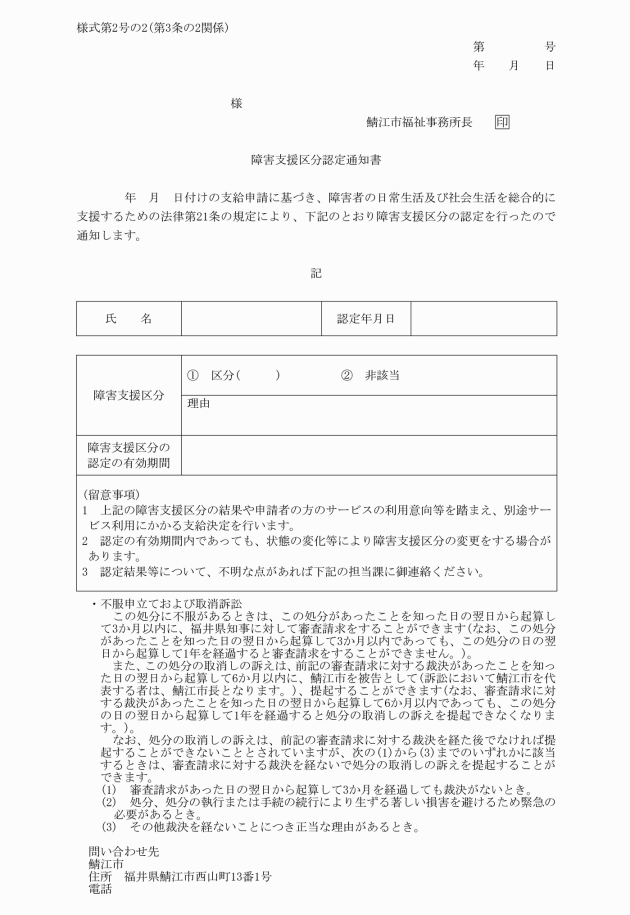 様式第2号の2(第3条の2関係)
第　　　　　号
年　　月　　日
様
鯖江市福祉事務所長　　印
障害支援区分認定通知書
年　月　日付けの支給申請に基づき、障害者の日常生活及び社会生活を総合的に
支援するための法律第21条の規定により、下記のとおり障害支援区分の認定を行ったので
通知します。
記
氏　　名
認定年月日
障害支援区分
①　区分(　　　)　　　　　②　非該当
理由
障害支援区分の
認定の有効期間
(留意事項)
1　上記の障害支援区分の結果や申請者の方のサービスの利用意向等を踏まえ、別途サー
ビス利用にかかる支給決定を行います。
2　認定の有効期間内であっても、状態の変化等により障害支援区分の変更をする場合が
あります。
3　認定結果等について、不明な点があれば下記の担当課に御連絡ください。
・不服申立ておよび取消訴訟
この処分に不服があるときは、この処分があったことを知った日の翌日から起算し
て3か月以内に、福井県知事に対して審査請求をすることができます(なお、この処分
があったことを知った日の翌日から起算して3か月以内であっても、この処分の日の翌
日から起算して1年を経過すると審査請求をすることができません。)。
また、この処分の取消しの訴えは、前記の審査請求に対する裁決があったことを知っ
た日の翌日から起算して6か月以内に、鯖江市を被告として(訴訟において鯖江市を代
表する者は、鯖江市長となります。)、提起することができます(なお、審査請求に対
する裁決があったことを知った日の翌日から起算して6か月以内であっても、この処分
の日の翌日から起算して1年を経過すると処分の取消しの訴えを提起できなくなりま
す。)。
なお、処分の取消しの訴えは、前記の審査請求に対する裁決を経た後でなければ提
起することができないこととされていますが、次の(1)から(3)までのいずれかに該当
するときは、審査請求に対する裁決を経ないで処分の取消しの訴えを提起することが
できます。
(1)　審査請求があった日の翌日から起算して3か月を経過しても裁決がないとき。
(2)　処分、処分の執行または手続の続行により生ずる著しい損害を避けるため緊急の
必要があるとき。
(3)　その他裁決を経ないことにつき正当な理由があるとき。
問い合わせ先
鯖江市
住所　福井県鯖江市西山町13番1号
電話